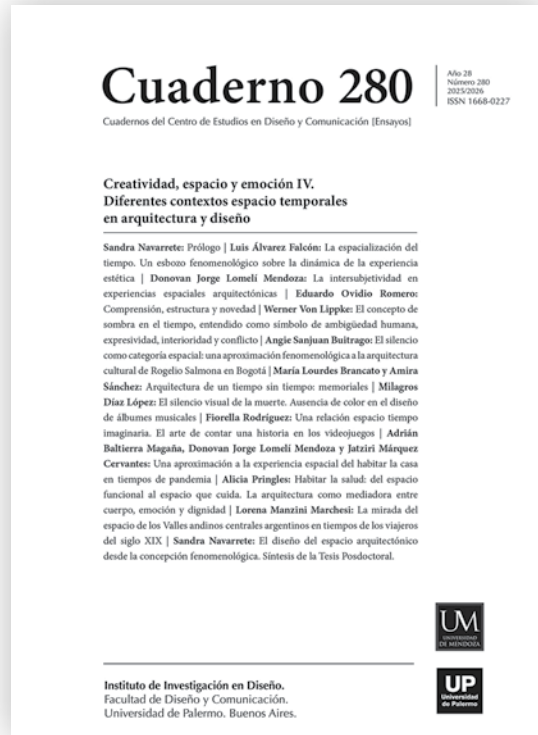 Cuaderno 280
Año 28
Número 280
2025/2026
ISSN 1668-0227
Cuadernos del Centro de Estudios en Diseño y Comunicación [Ensayos]
Creatividad, espacio y emoción IV.
Diferentes contextos espacio temporales
en arquitectura y diseño
Sandra Navarrete: Prólogo | Luis Álvarez Falcón: La espacialización del
tiempo. Un esbozo fenomenológico sobre la dinámica de la experiencia
estética | Donovan Jorge Lomelí Mendoza: La intersubjetividad en
experiencias espaciales arquitectónicas | Eduardo Ovidio Romero:
Comprensión, estructura y novedad | Werner Von Lippke: El concepto de
sombra en el tiempo, entendido como símbolo de ambigüedad humana,
expresividad, interioridad y conflicto | Angie Sanjuan Buitrago: El silencio
como categoría espacial: una aproximación fenomenológica a la arquitectura
cultural de Rogelio Salmona en Bogotá | María Lourdes Brancato y Amira
Sánchez: Arquitectura de un tiempo sin tiempo: memoriales | Milagros
Díaz López: El silencio visual de la muerte. Ausencia de color en el diseño
de álbumes musicales | Fiorella Rodríguez: Una relación espacio tiempo
imaginaria. El arte de contar una historia en los videojuegos | Adrián
Baltierra Magaña, Donovan Jorge Lomelí Mendoza y Jatziri Márquez
Cervantes: Una aproximación a la experiencia espacial del habitar la casa
en tiempos de pandemia | Alicia Pringles: Habitar la salud: del espacio
funcional al espacio que cuida. La arquitectura como mediadora entre
cuerpo, emoción y dignidad | Lorena Manzini Marchesi: La mirada del
espacio de los Valles andinos centrales argentinos en tiempos de los viajeros
del siglo XIX | Sandra Navarrete: El diseño del espacio arquitectónico
desde la concepción fenomenológica. Síntesis de la Tesis Posdoctoral.
UM
UNIVERSIDAD
DE MENDOZA
Instituto de Investigación en Diseño.
Facultad de Diseño y Comunicación.
Universidad de Palermo. Buenos Aires.
UP
Universidad
de Palermo